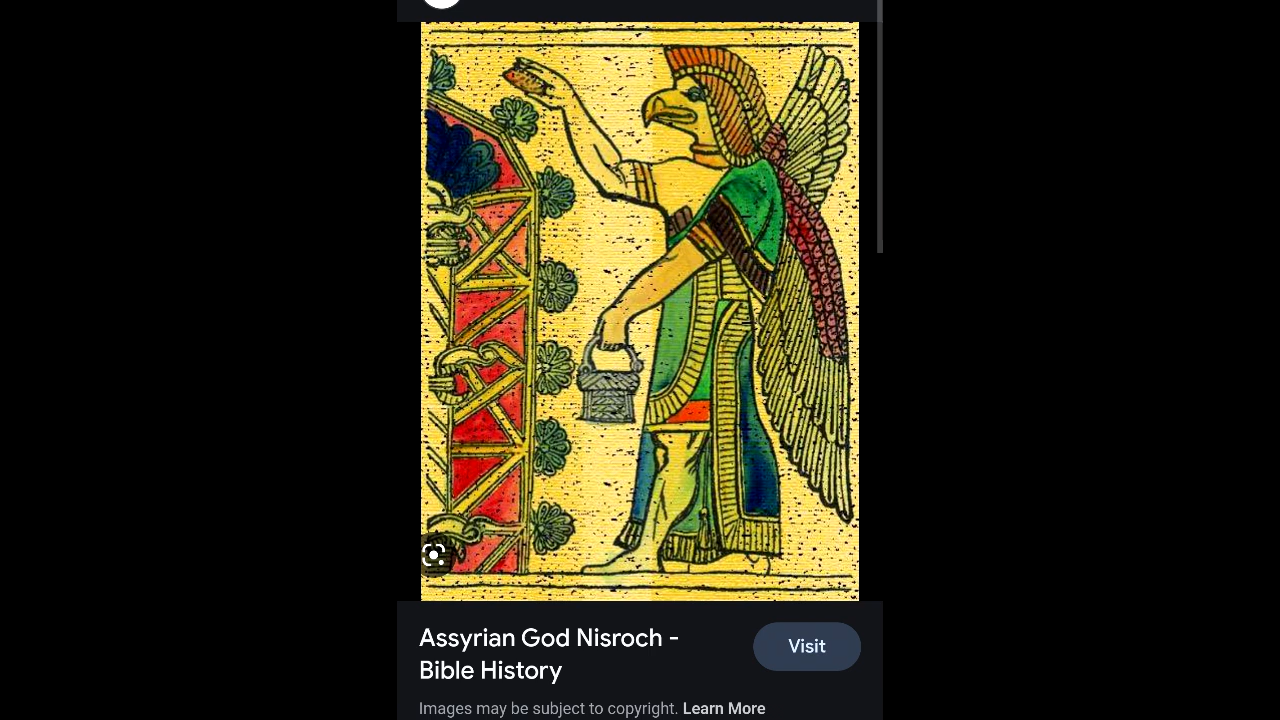 Assyrian God Nisroch -
Bible History
Visit
Images may be subject to copyright. Learn More